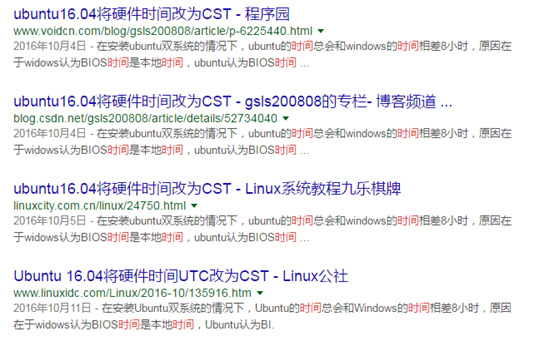 ubuntu16.04将硬件时间改为CST - 程序园
www.voidcn.com/blog/gsls200808/article/p-6225440.html
2016年10月4日 - 在安装ubuntu双系统的情况下，ubuntu的时间总会和windows的时间相差8小时，原因在
于widows认为BIOS时间是本地时间，ubuntu认为BIOS时间 ...
ubuntu16.04将硬件时间改为CST - gsls200808的专栏- 博客频道 ...
blog.csdn.net/gsls200808/article/details/52734040
2016年10月4日 - 在安装ubuntu双系统的情况下，ubuntu的时间总会和windows的时间相差8小时，原因在
于widows认为BIOS时间是本地时间，ubuntu认为BIOS时间 ...
ubuntu16.04将硬件时间改为CST - Linux系统教程九乐棋牌
linuxcity.com.cn/linux/24750.html
2016年10月5日 - 在安装ubuntu双系统的情况下，ubuntu的时间总会和windows的时间相差8小时，原因在
于widows认为BIOS时间是本地时间，ubuntu认为BIOS时间 ...
Ubuntu 16.04将硬件时间UTC改为CST - Linux公社
www.linuxidc.com/Linux/2016-10/135916.htm
2016年10月11日 - 在安装Ubuntu双系统的情况下，Ubuntu的时间总会和Windows的时间相差8小时，原因
在于widows认为BIOS时间是本地时间，Ubuntu认为BI.